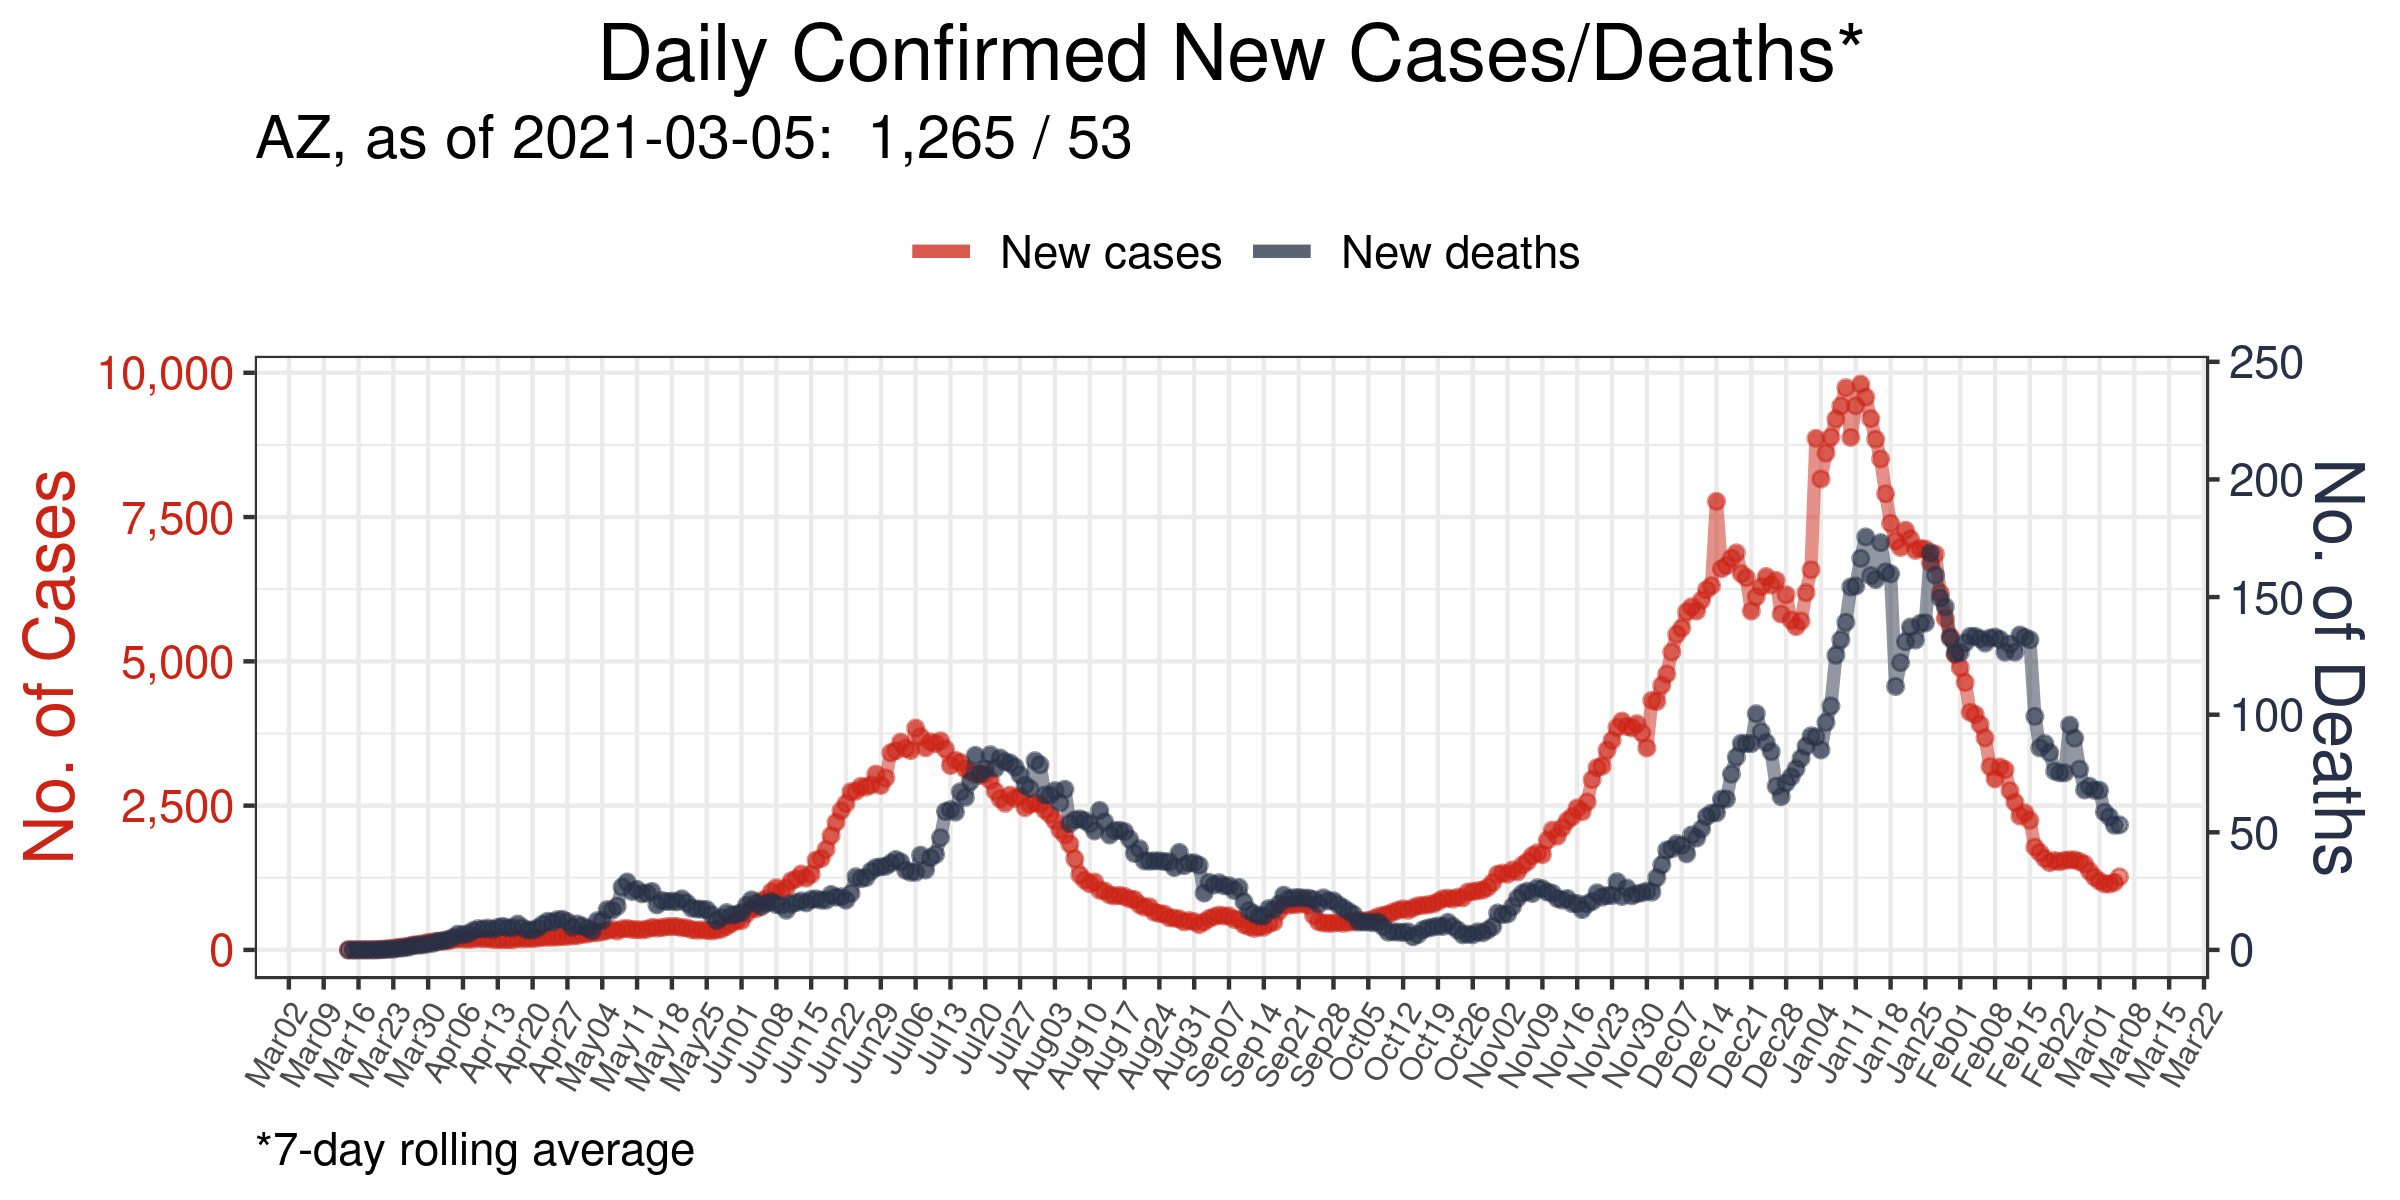 Daily Confirmed New Cases/Deaths*
AZ, as of 2021-03-05: 1,265 / 53
New cases
New deaths
No. of Cases
10,000
7,500
5,000
2,500
0
250
200
150
100
50
0
No. of Deaths
Mar02
Mar09
Mar16
Mar23
Mar30
Apr06
Apr13
Apr20
Apr27
May04
May11
May18
May25
Jun01
Jun08
Jun15
Jun22
Jun29
Jul06
Jul13
Jul20
Jul27
Aug03
Aug10
Aug17
Aug24
Aug31
Sep07
Sep14
Sep21
Sep28
Oct05
Oct12
Oct19
Oct26
Nov02
Nov09
Nov16
Nov23
Nov30
Dec07
Dec14
Dec21
Dec28
Jan04
Jan11
Jan18
Jan25
Feb01
Feb08
Feb15
Feb22
Mar01
Mar08
Mar15
Mar22
*7-day rolling average